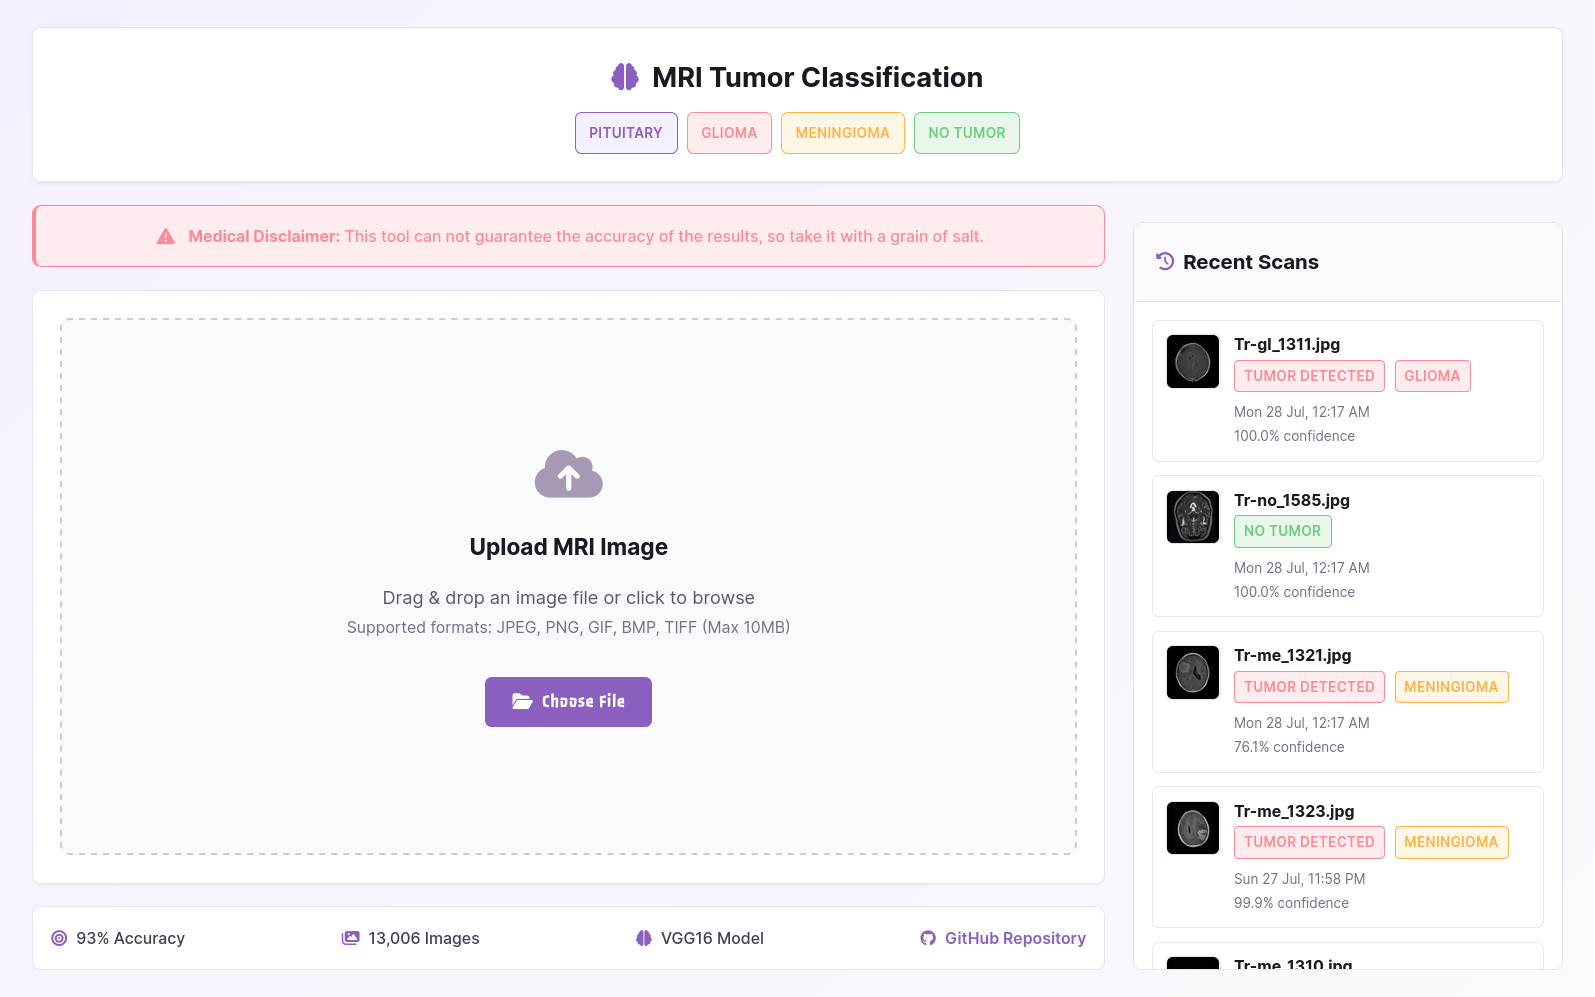 MRI Tumor Classification
PITUITARY GLIOMA MENINGIOMA NO TUMOR
Medical Disclaimer: This tool can not guarantee the accuracy of the results, so take it with a grain of salt.
Upload MRI Image
Drag & drop an image file or click to browse
Supported formats: JPEG, PNG, GIF, BMP, TIFF (Max 10MB)
Choose File
93% Accuracy
13,006 Images
VGG16 Model
GitHub Repository
Recent Scans
Tr-gl_1311.jpg
TUMOR DETECTED GLIOMA
Mon 28 Jul, 12:17 AM
100.0% confidence
Tr-no_1585.jpg
NO TUMOR
Mon 28 Jul, 12:17 AM
100.0% confidence
Tr-me_1321.jpg
TUMOR DETECTED MENINGIOMA
Mon 28 Jul, 12:17 AM
76.1% confidence
Tr-me_1323.jpg
TUMOR DETECTED MENINGIOMA
Sun 27 Jul, 11:58 PM
99.9% confidence
Tr-me_1310.jpg